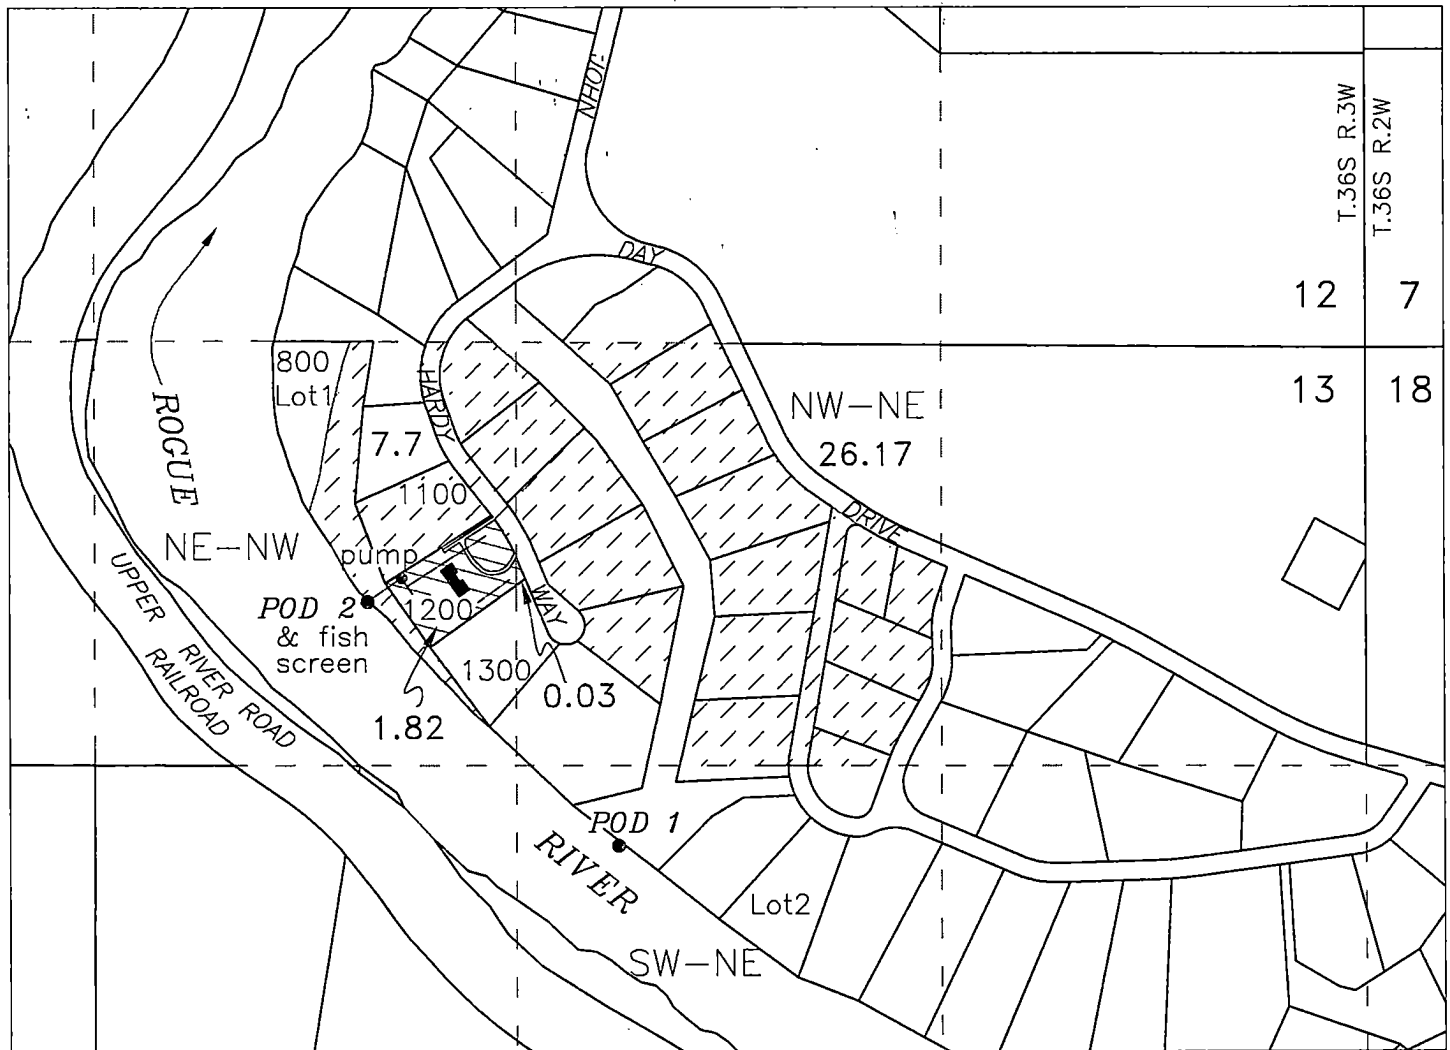 JOHN
T.36S R.3W
T.36S R.2W
DAY
12
7
800
Lot1
HARDY
NW-NE
26.17
13
18
ROGUE
7.7
1100
DRIVE
NE-NW
pump
UPPER RIVER ROAD
RAILROAD
POD 2
& fish
screen
1200
WAY
1300
0.03
1.82
POD 1
RIVER
Lot2
SW-NE